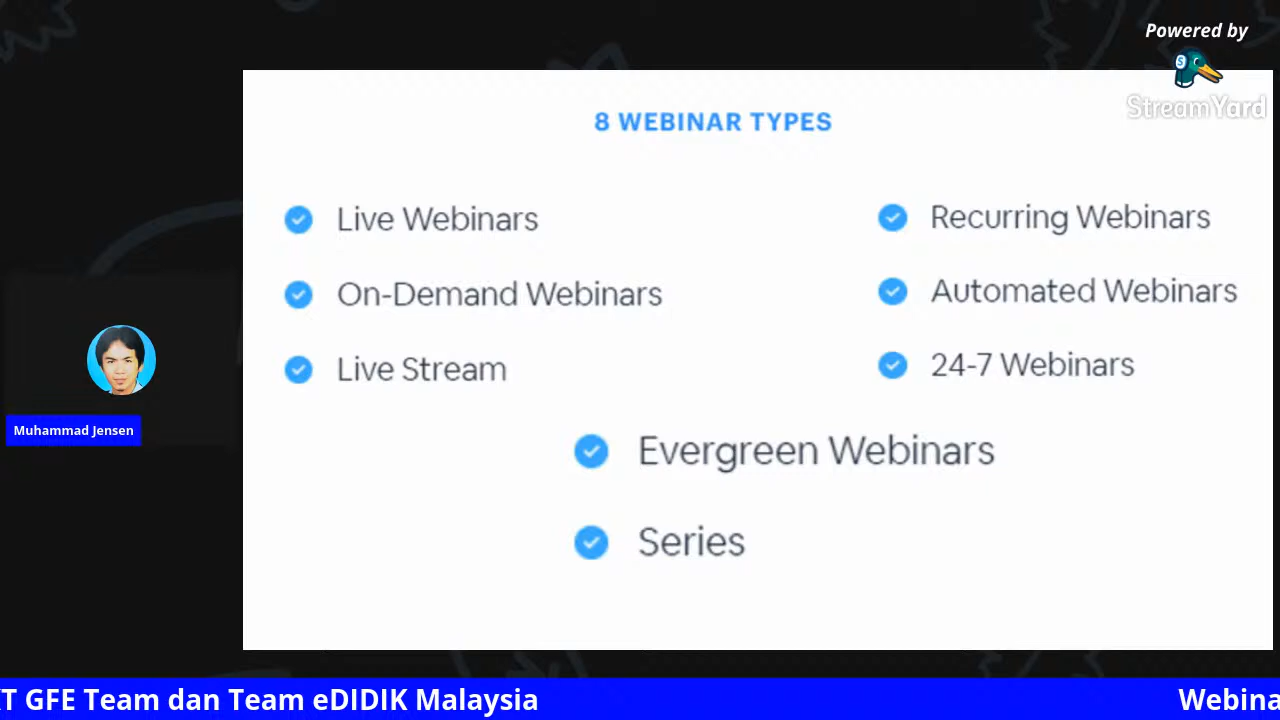 Powered by
StreamYard
8 WEBINAR TYPES
Live Webinars
On-Demand Webinars
Live Stream
Recurring Webinars
Automated Webinars
24-7 Webinars
Evergreen Webinars
Series
Muhammad Jensen
GFE Team dan Team eDIDIK Malaysia